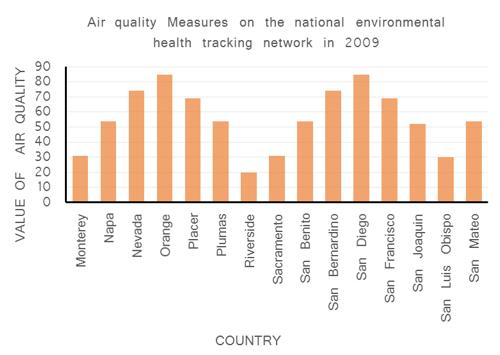 Air quality Measures on the national environmental
health tracking network in 2009
VALUE OF AIR QUALITY
90
80
70
60
50
40
30
20
10
0
Monterey
Napa
Nevada
Orange
Placer
Plumas
Riverside
Sacramento
San Benito
San Bernardino
San Diego
San Francisco
San Joaquin
San Luis Obispo
San Mateo
COUNTRY